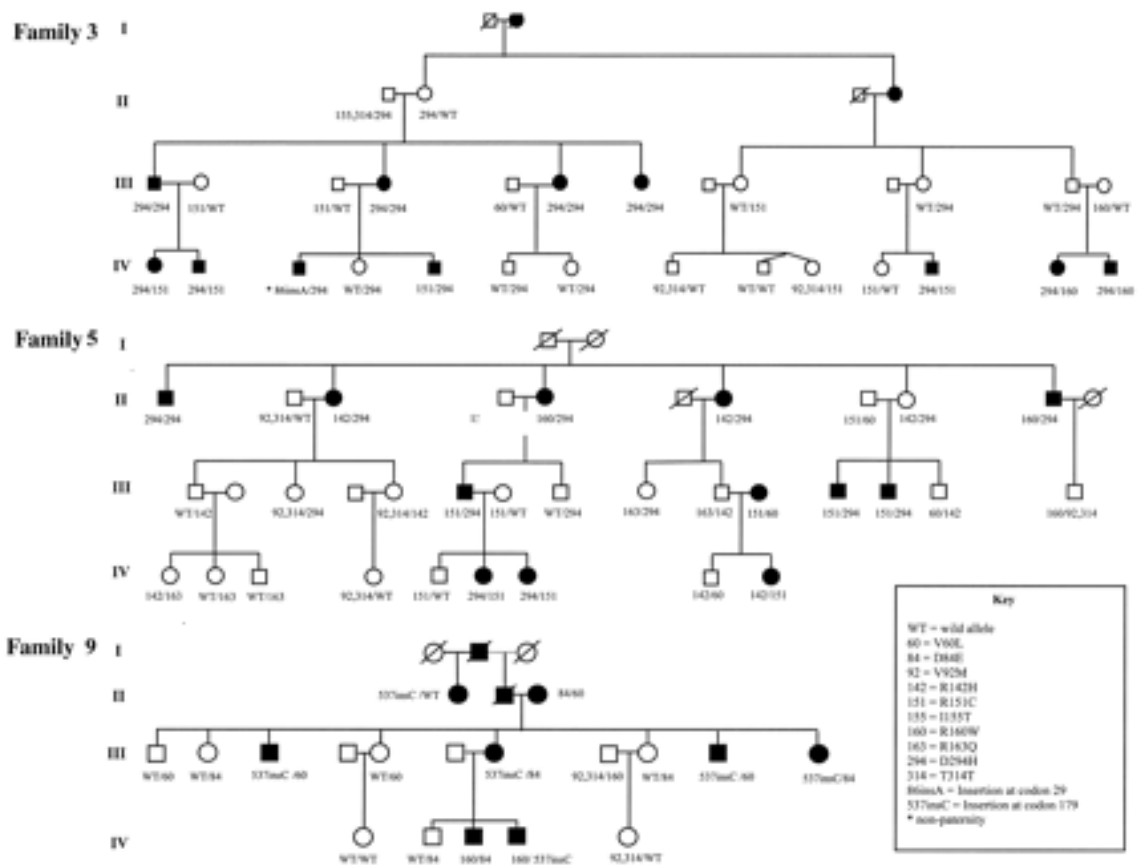 Family 3
I
II
155,314/294 294/WT
III
294/294 151/WT 151/WT 294/294 60/WT 294/294 294/294 WT/151 WT/294 WT/294 160/WT
IV
294/151 294/151 * 86insA/294 WT/294 151/294 WT/294 WT/294 92,314/WT WT/WT 92,314/151 151/WT 294/151 294/160 294/160
Family 5
I
II
294/294 92,314/WT 142/294 160/294 142/294 151/60 142/294 160/294
III
WT/142 92,314/294 92,314/142 151/294 151/WT WT/294 163/294 163/142 151/60 151/294 151/294 60/142 160/92,314
IV
142/163 WT/163 WT/163 92,314/WT 151/WT 294/151 294/151 142/60 142/151
Family 9
I
II
537insC /WT 84/60
III
WT/60 WT/84 537insC /60 WT/60 537insC /84 92,314/160 WT/84 537insC /60 537insC/84
IV
WT/WT WT/84 160/84 160/ 537insC 92,314/WT
Key
WT = wild allele
60 = V60L
84 = D84E
92 = V92M
142 = R142H
151 = R151C
155 = I155T
160 = R160W
163 = R163Q
294 = D294H
314 = T314T
86insA = Insertion at codon 29
537insC = Insertion at codon 179
* non-paternity